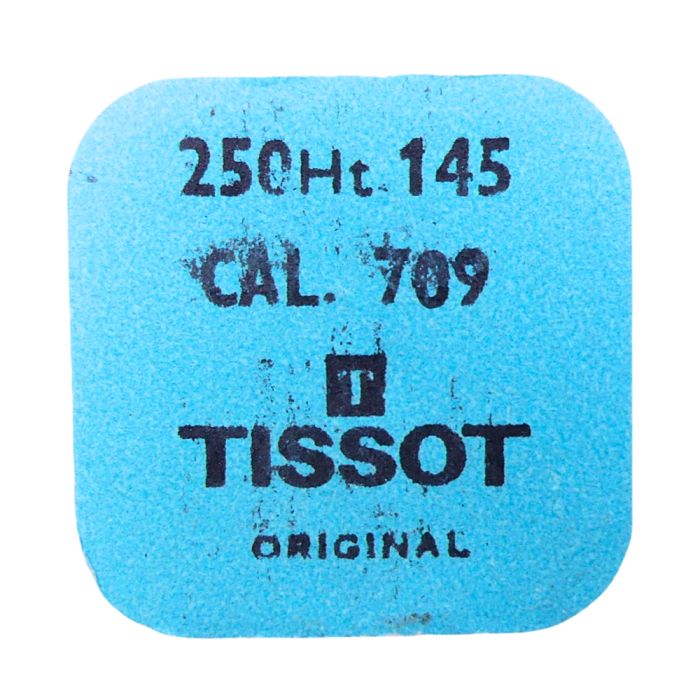 250Ht. 145
CAL. 709
T
TISSOT
ORIGINAL